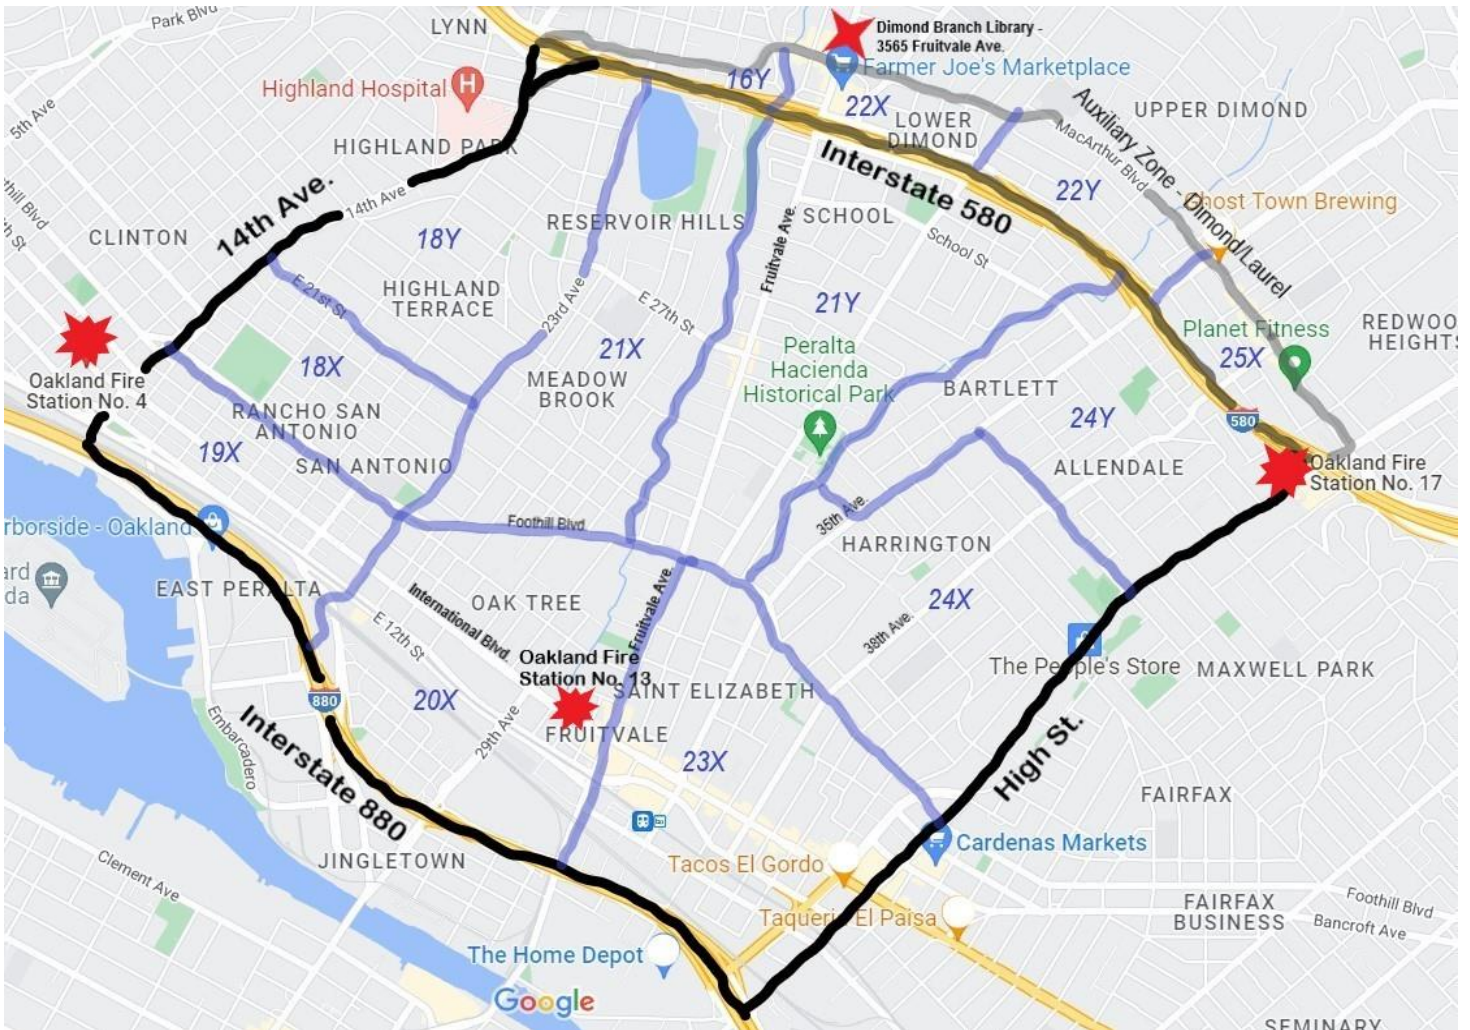 LYNN
Park Blvd
Dimond Branch Library -
3565 Fruitvale Ave.
Farmer Joe's Marketplace
16Y
22X
Highland Hospital
H
5th Ave
UPPER DIMOND
LOWER
DIMOND
MacArthur Blvd
Auxiliary Zone - Dimond/Laurel
HIGHLAND PARK
Interstate 580
22Y
Ghost Town Brewing
14th Ave
14th Ave.
thill Blvd
th St
CLINTON
18Y
RESERVOIR HILLS
SCHOOL
School St
Fruitvale Ave.
E 21st St
HIGHLAND
TERRACE
23rd Ave
E 27th St
21Y
Planet Fitness
REDWOO
HEIGHTS
25X
21X
18X
Peralta
Hacienda
Historical Park
Oakland Fire
Station No. 4
MEADOW
BROOK
BARTLETT
RANCHO SAN
ANTONIO
24Y
580
19X
SAN ANTONIO
ALLENDALE
Oakland Fire
Station No. 17
rborside - Oakland
Foothill Blvd
35th Ave.
HARRINGTON
ard
da
EAST PERALTA
OAK TREE
24X
International Blvd.
E 12th St
Fruitvale Ave.
38th Ave.
Oakland Fire
Station No. 13
The People's Store
MAXWELL PARK
SAINT ELIZABETH
880
20X
29th Ave
FRUITVALE
Embarcadero
Interstate 880
23X
High St.
FAIRFAX
JINGLETOWN
Tacos El Gordo
Cardenas Markets
Clement Ave
Taqueria El Paisa
FAIRFAX
BUSINESS
Foothill Blvd
Bancroft Ave
The Home Depot
Google
SEMINARY